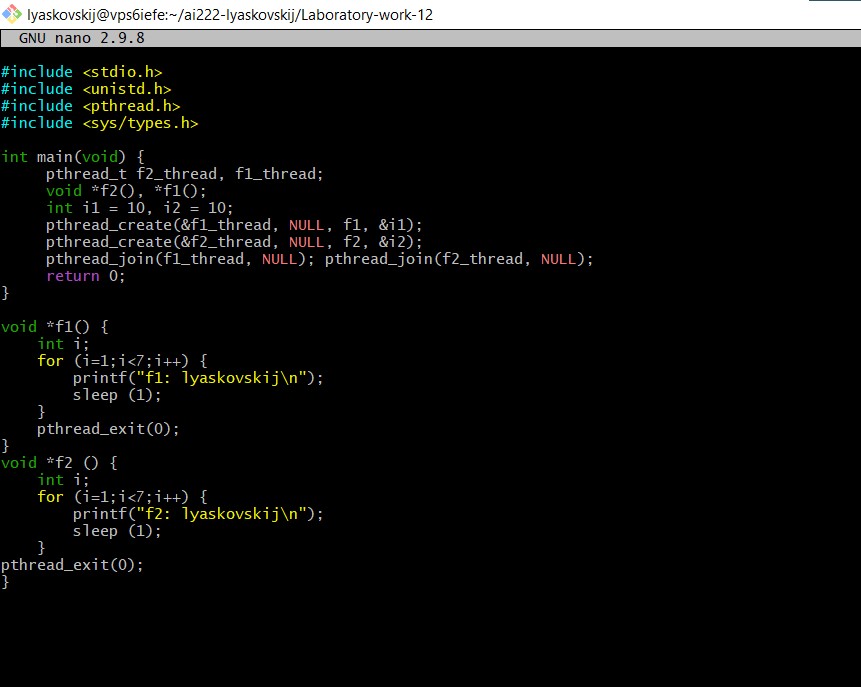 lyaskovskij@vps6iefe:~/ai222-lyaskovskij/Laboratory-work-12
GNU nano 2.9.8
#include <stdio.h>
#include <unistd.h>
#include <pthread.h>
#include <sys/types.h>
int main(void) {
     pthread_t f2_thread, f1_thread;
     void *f2(), *f1();
     int i1 = 10, i2 = 10;
     pthread_create(&f1_thread, NULL, f1, &i1);
     pthread_create(&f2_thread, NULL, f2, &i2);
     pthread_join(f1_thread, NULL); pthread_join(f2_thread, NULL);
     return 0;
}
void *f1() {
    int i;
    for (i=1;i<7;i++) {
        printf("f1: lyaskovskij\n");
        sleep (1);
    }
    pthread_exit(0);
}
void *f2 () {
    int i;
    for (i=1;i<7;i++) {
        printf("f2: lyaskovskij\n");
        sleep (1);
    }
pthread_exit(0);
}